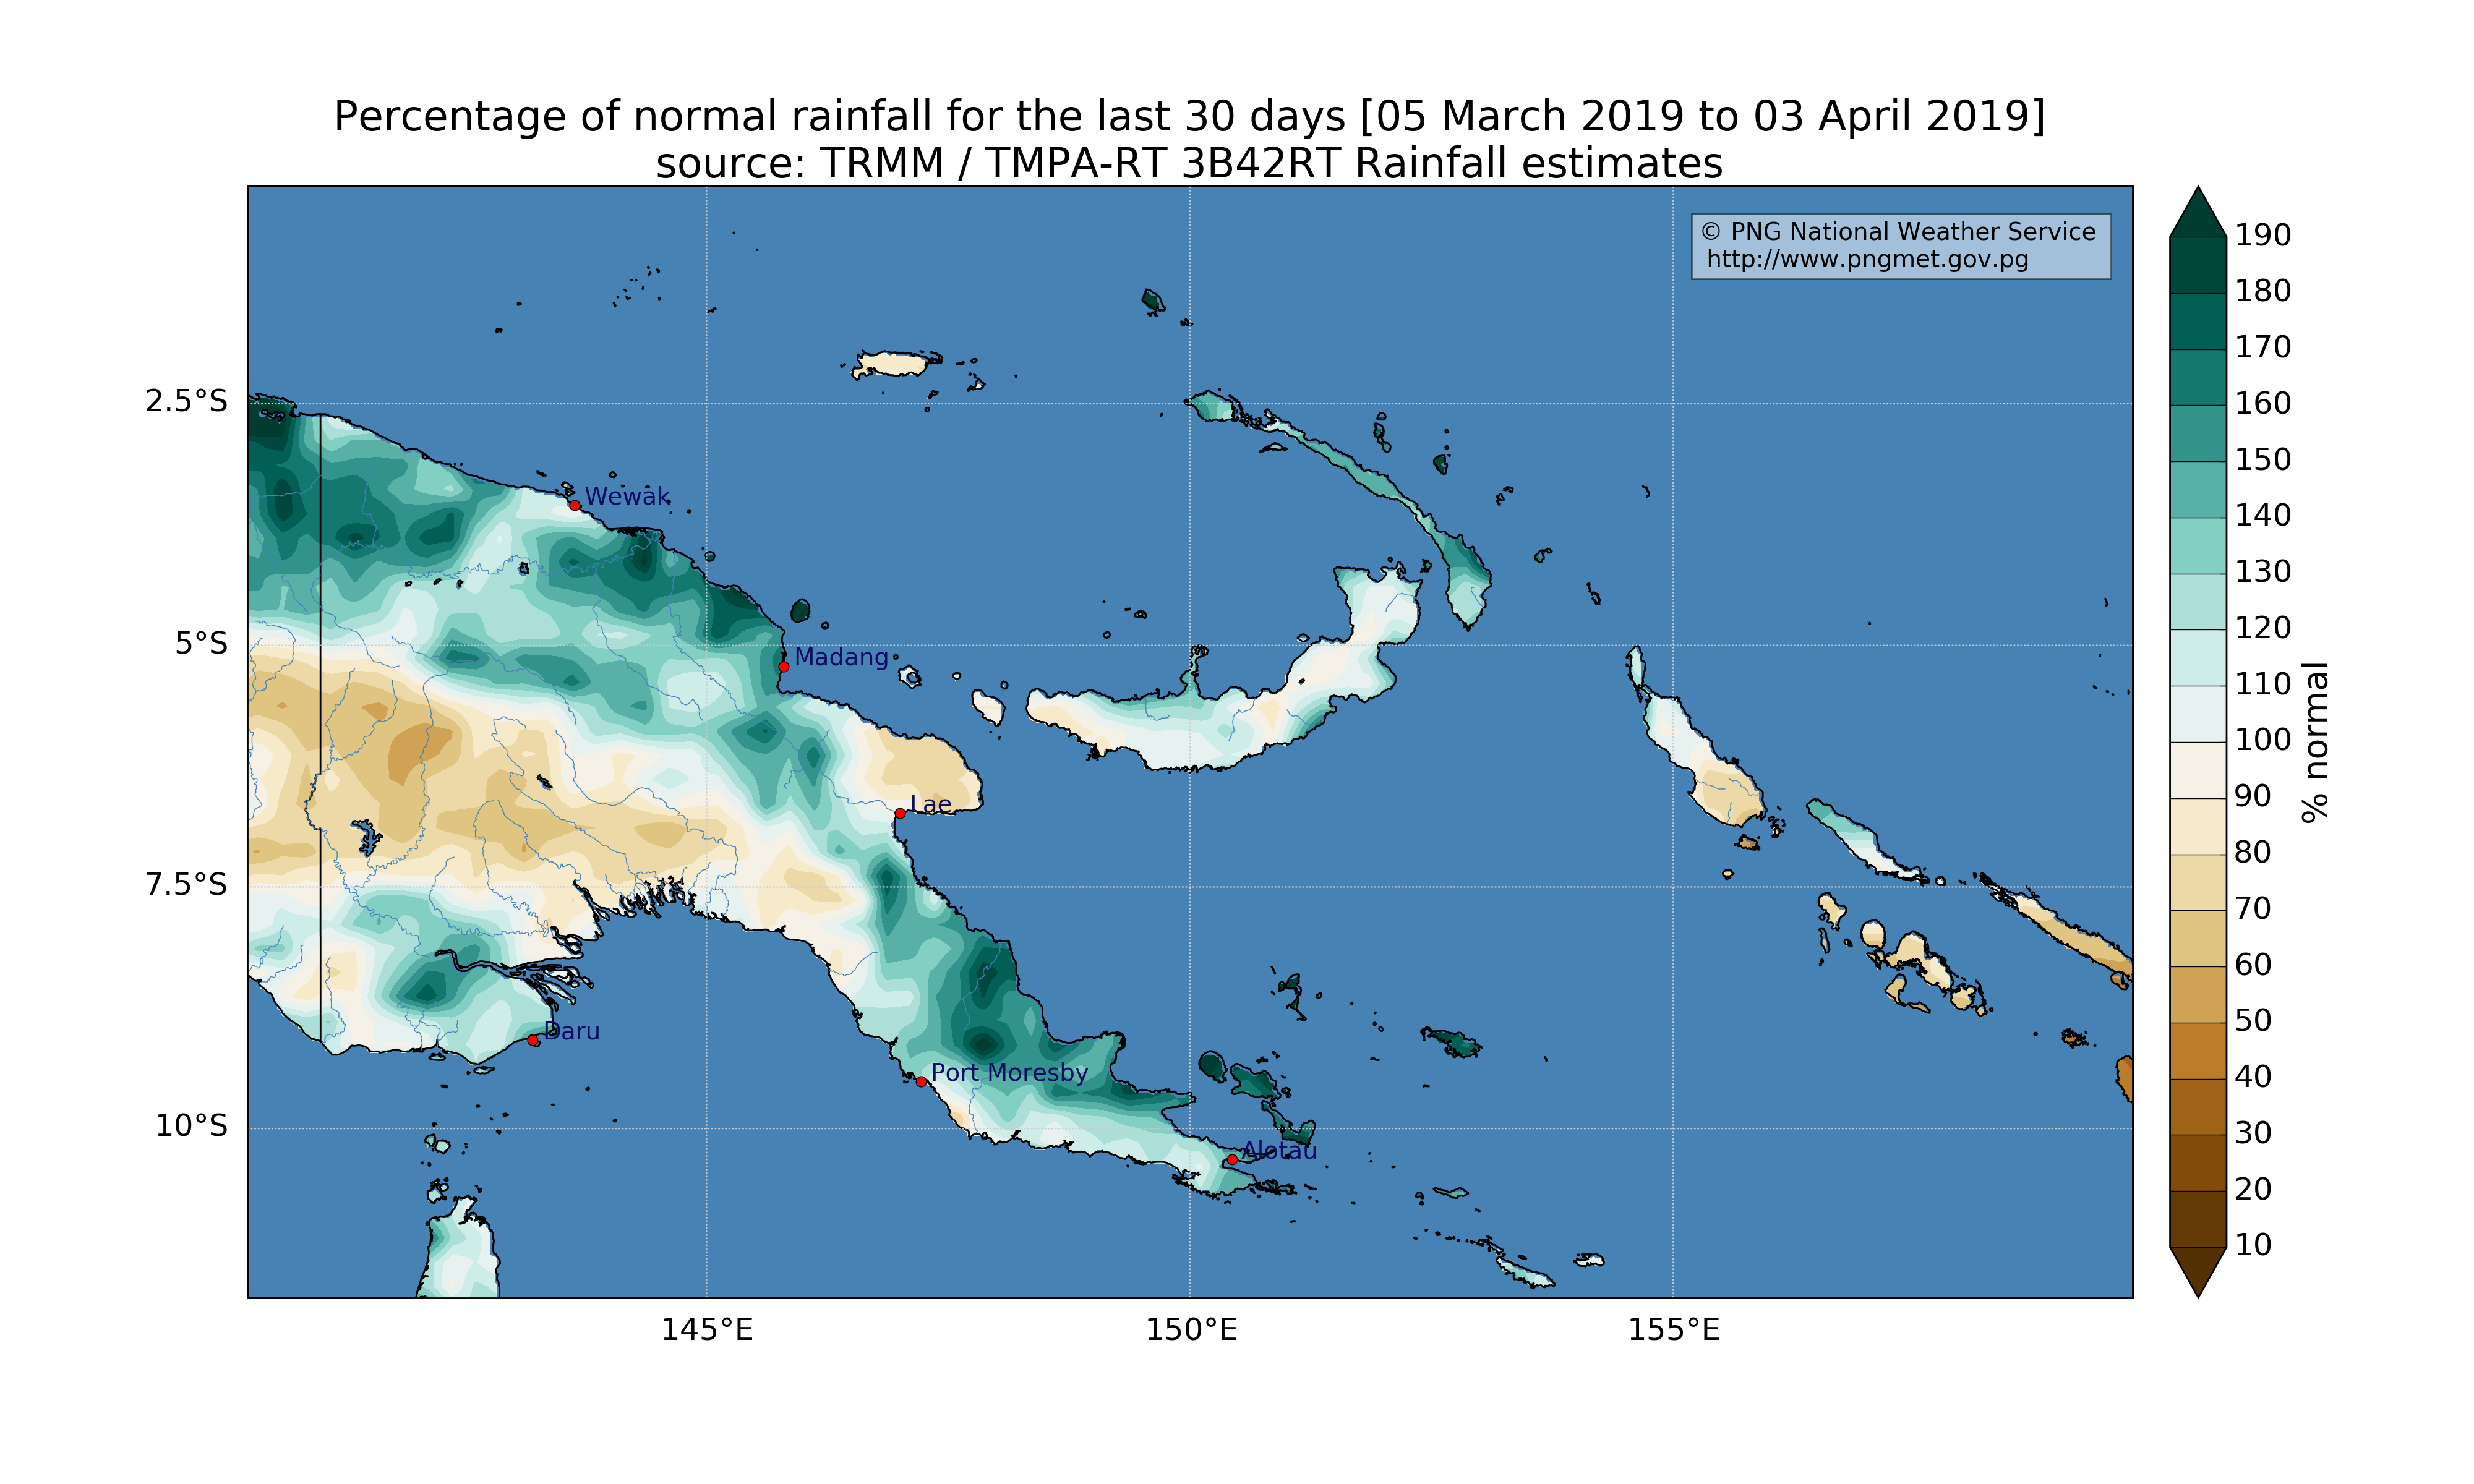 Percentage of normal rainfall for the last 30 days [05 March 2019 to 03 April 2019]
source: TRMM / TMPA-RT 3B42RT Rainfall estimates
© PNG National Weather Service
http://www.pngmet.gov.pg
2.5°S
5°S
7.5°S
10°S
145°E
150°E
155°E
Wewak
Madang
Lae
Daru
Port Moresby
Alotau
190
180
170
160
150
140
130
120
110
100
90
80
70
60
50
40
30
20
10
% normal